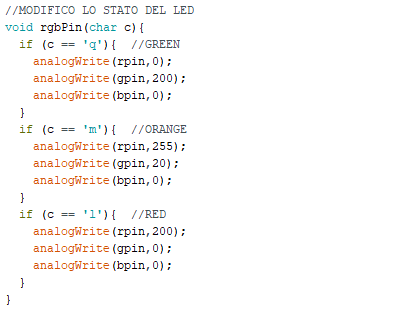 //MODIFICO LO STATO DEL LED
void rgbPin(char c){
  if (c == 'q'){  //GREEN
    analogWrite(rpin,0);
    analogWrite(gpin,200);
    analogWrite(bpin,0);
  }
  if (c == 'm'){  //ORANGE
    analogWrite(rpin,255);
    analogWrite(gpin,20);
    analogWrite(bpin,0);
  }
  if (c == 'l'){  //RED
    analogWrite(rpin,200);
    analogWrite(gpin,0);
    analogWrite(bpin,0);
  }
}